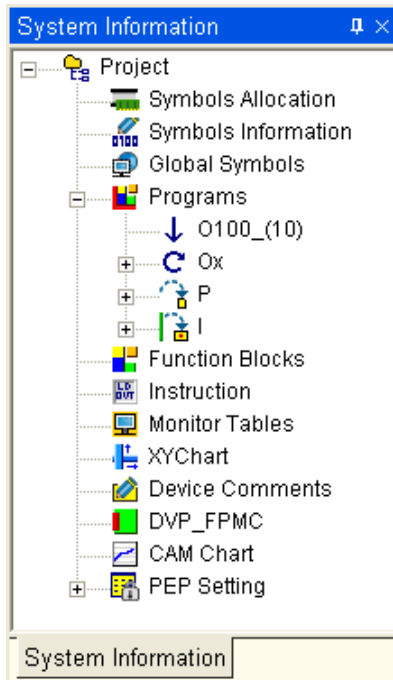 System Information
Project
Symbols Allocation
Symbols Information
Global Symbols
Programs
O100_(10)
Ox
P
I
Function Blocks
Instruction
Monitor Tables
XYChart
Device Comments
DVP_FPMC
CAM Chart
PEP Setting
System Information